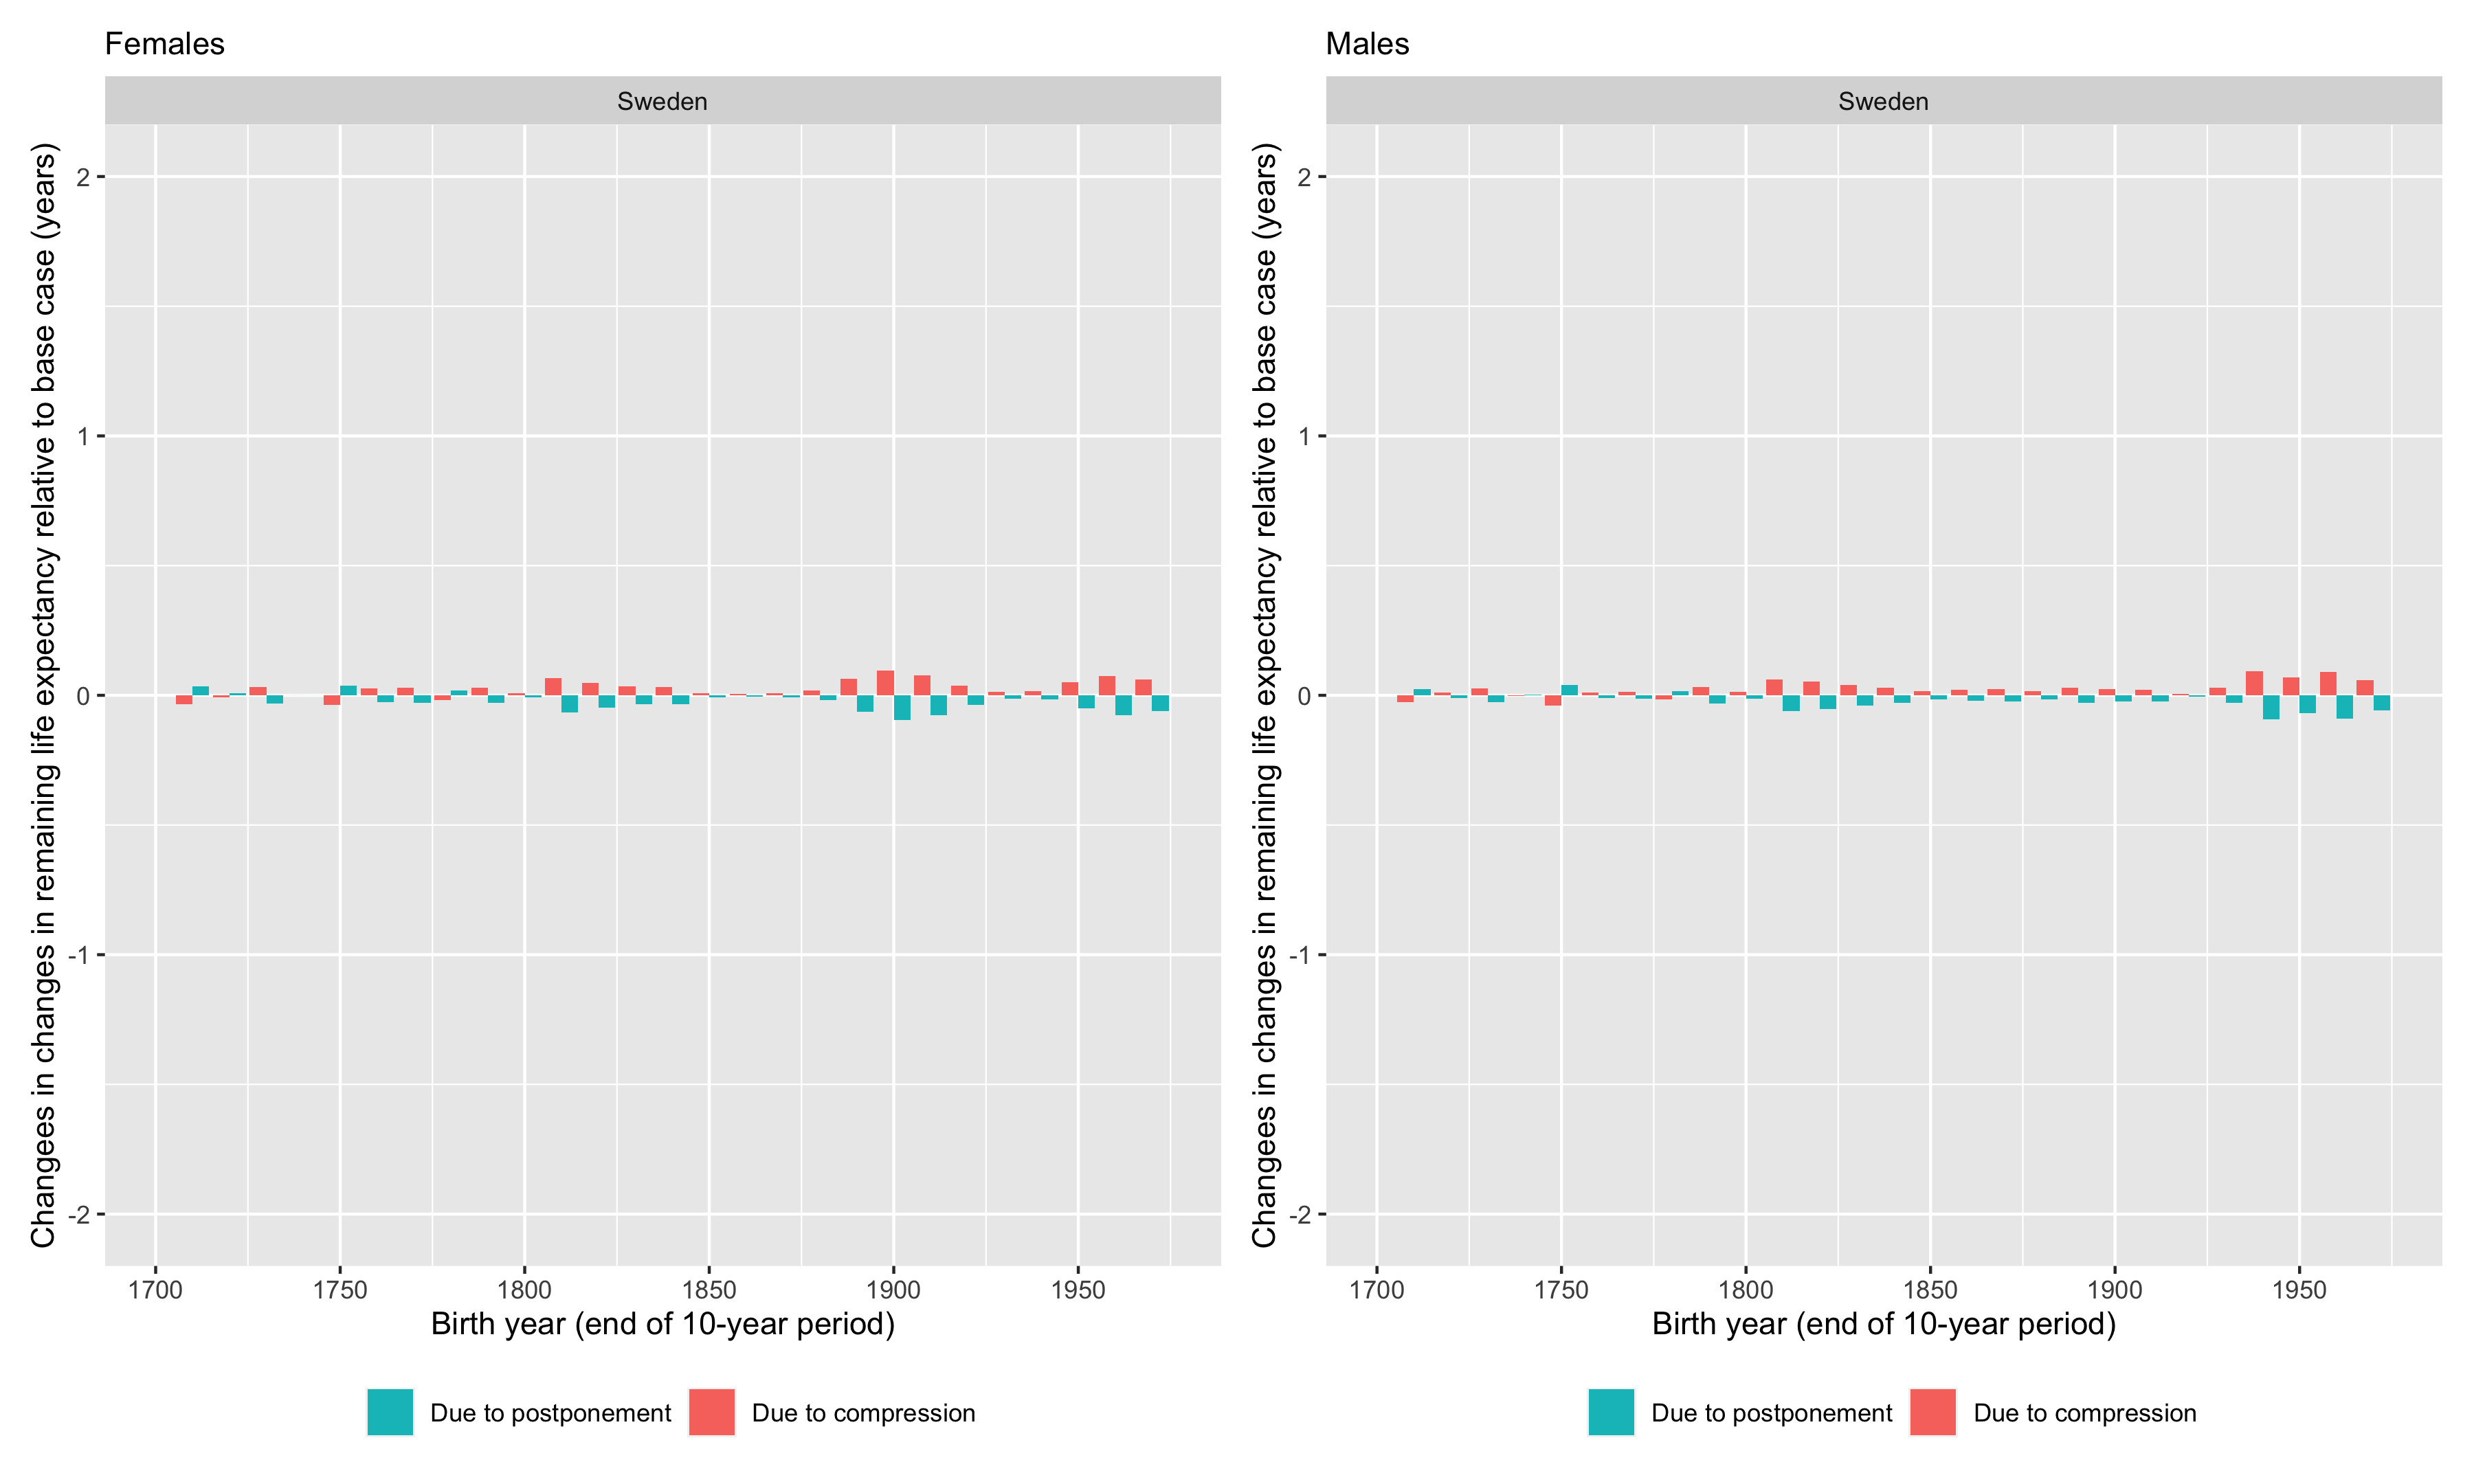 Females
Sweden
Changees in changes in remaining life expectancy relative to base case (years)
2
1
0
-1
-2
1700 1750 1800 1850 1900 1950
Birth year (end of 10-year period)
Due to postponement Due to compression
Males
Sweden
Changees in changes in remaining life expectancy relative to base case (years)
2
1
0
-1
-2
1700 1750 1800 1850 1900 1950
Birth year (end of 10-year period)
Due to postponement Due to compression